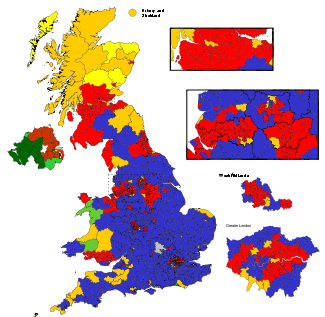 Orkney and
Shetland
West Midlands
Greater London